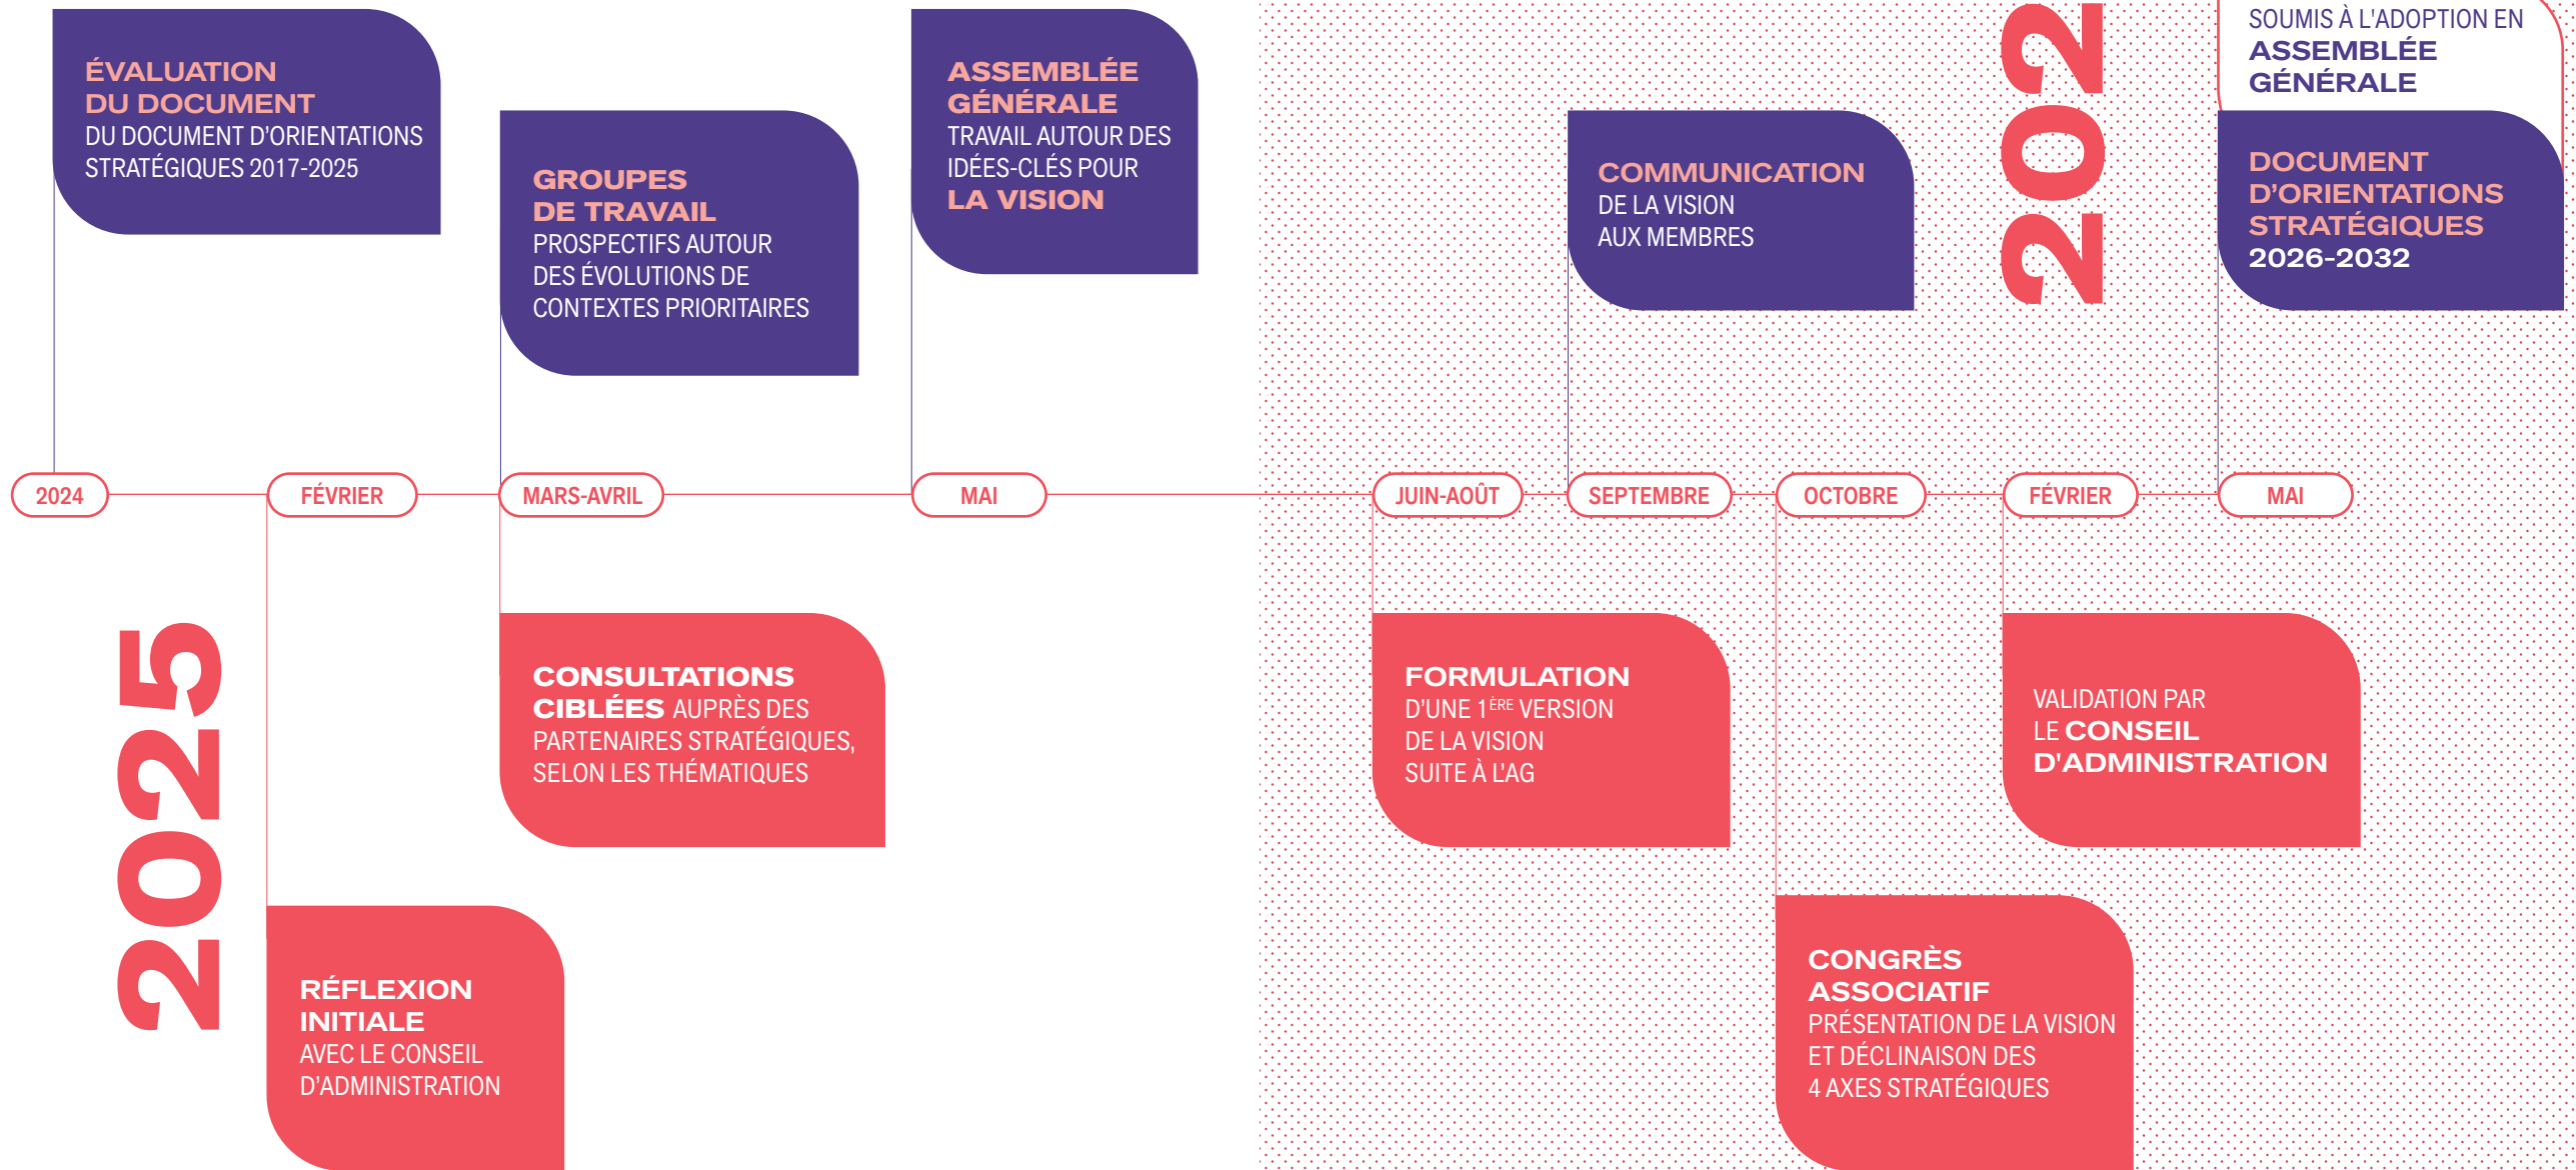 ÉVALUATION
DU DOCUMENT
DU DOCUMENT D'ORIENTATIONS
STRATÉGIQUES 2017-2025
GROUPES
DE TRAVAIL
PROSPECTIFS AUTOUR
DES ÉVOLUTIONS DE
CONTEXTES PRIORITAIRES
ASSEMBLÉE
GÉNÉRALE
TRAVAIL AUTOUR DES
IDÉES-CLÉS POUR
LA VISION
COMMUNICATION
DE LA VISION
AUX MEMBRES
202
SOUMIS À L'ADOPTION EN
ASSEMBLÉE
GÉNÉRALE
DOCUMENT
D'ORIENTATIONS
STRATÉGIQUES
2026-2032
2024
FÉVRIER
MARS-AVRIL
MAI
JUIN-AOÛT
SEPTEMBRE
OCTOBRE
FÉVRIER
MAI
2025
RÉFLEXION
INITIALE
AVEC LE CONSEIL
D'ADMINISTRATION
CONSULTATIONS
CIBLÉES AUPRÈS DES
PARTENAIRES STRATÉGIQUES,
SELON LES THÉMATIQUES
FORMULATION
D'UNE 1ÈRE VERSION
DE LA VISION
SUITE À L'AG
CONGRÈS
ASSOCIATIF
PRÉSENTATION DE LA VISION
ET DÉCLINAISON DES
4 AXES STRATÉGIQUES
VALIDATION PAR
LE CONSEIL
D'ADMINISTRATION